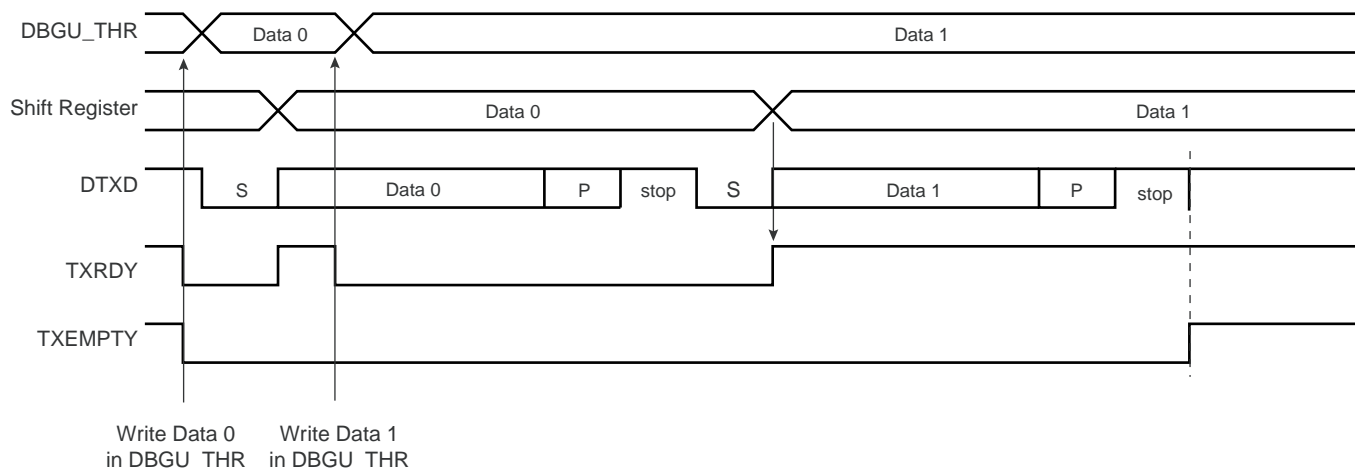 DBGU_THR
Data 0
Data 1
Shift Register
Data 0
Data 1
DTXD
S
Data 0
P
stop
S
Data 1
P
stop
TXRDY
TXEMPTY
Write Data 0
in DBGU_THR
Write Data 1
in DBGU_THR